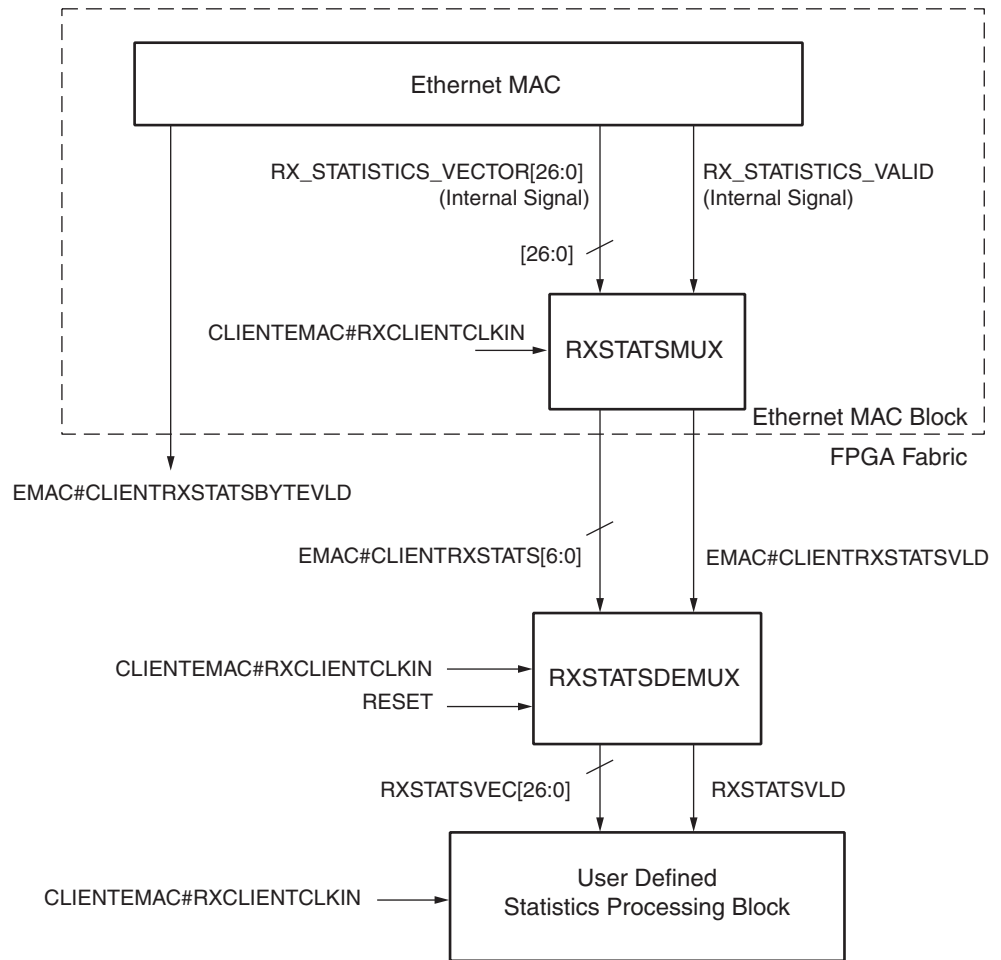 Ethernet MAC
RX_STATISTICS_VECTOR[26:0]
(Internal Signal)
RX_STATISTICS_VALID
(Internal Signal)
[26:0]
CLIENTEMAC#RXCLIENTCLKIN
RXSTATSMUX
Ethernet MAC Block
FPGA Fabric
EMAC#CLIENTRXSTATSBYTEVLD
EMAC#CLIENTRXSTATS[6:0]
EMAC#CLIENTRXSTATSVLD
CLIENTEMAC#RXCLIENTCLKIN
RESET
RXSTATSDEMUX
RXSTATSVEC[26:0]
RXSTATSVLD
CLIENTEMAC#RXCLIENTCLKIN
User Defined
Statistics Processing Block